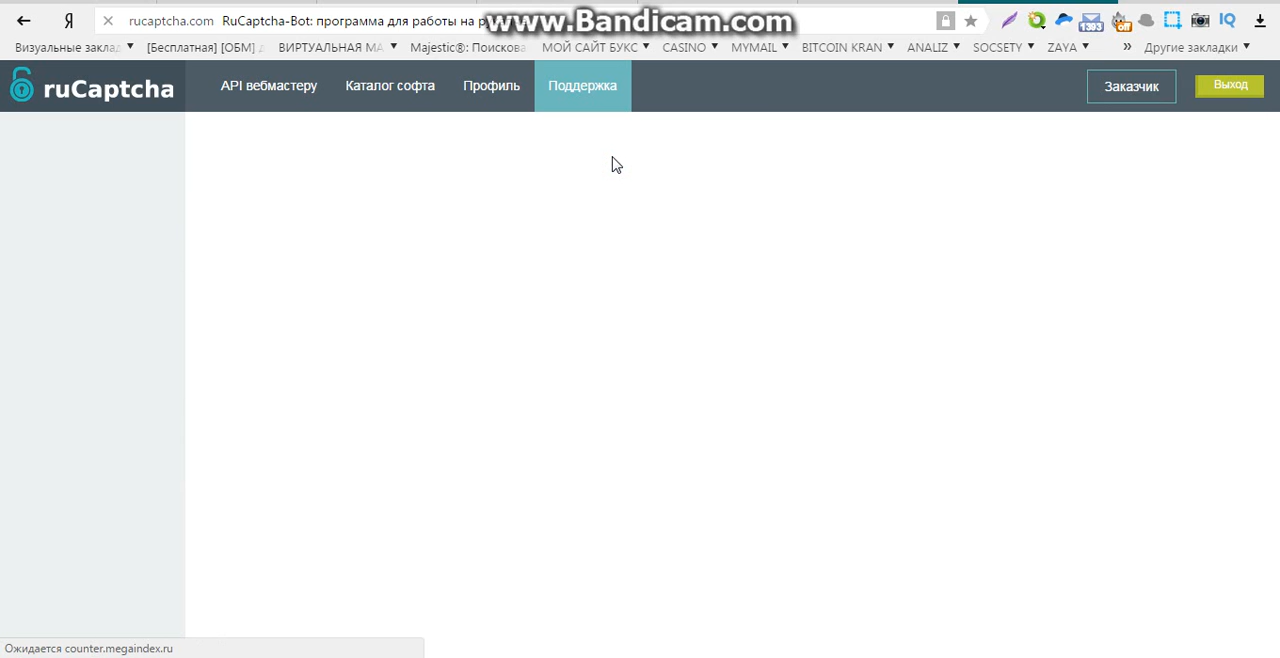 www.Bandicam.com
Я rucaptcha.com RuCaptcha-Bot: программа для работы на
Визуальные заклад [Бесплатная] [ОБМ] ВИРТУАЛЬНАЯ МА Majestic®: Поискова МОЙ САЙТ БУКС CASINO MYMAIL BITCOIN KRAN ANALIZ SOCSETY ZAYA » Другие закладки
ruCaptcha API вебмастеру Каталог софта Профиль Поддержка Заказчик Выход
Ожидается counter.megaindex.ru